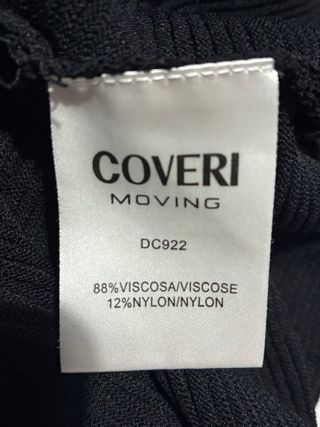 COVERI
MOVING
DC922
88%VISCOSA/VISCOSE
12%NYLON/NYLON